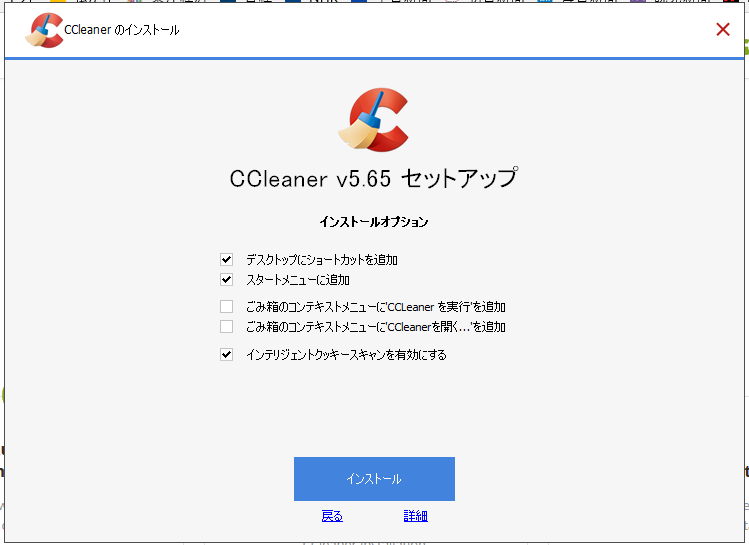 CCleaner のインストール
CCleaner v5.65 セットアップ
インストールオプション
デスクトップにショートカットを追加
スタートメニューに追加
ごみ箱のコンテキストメニューに'CCLeaner を実行'を追加
ごみ箱のコンテキストメニューに'CCleanerを開く...'を追加
インテリジェントクッキースキャンを有効にする
インストール
戻る
詳細